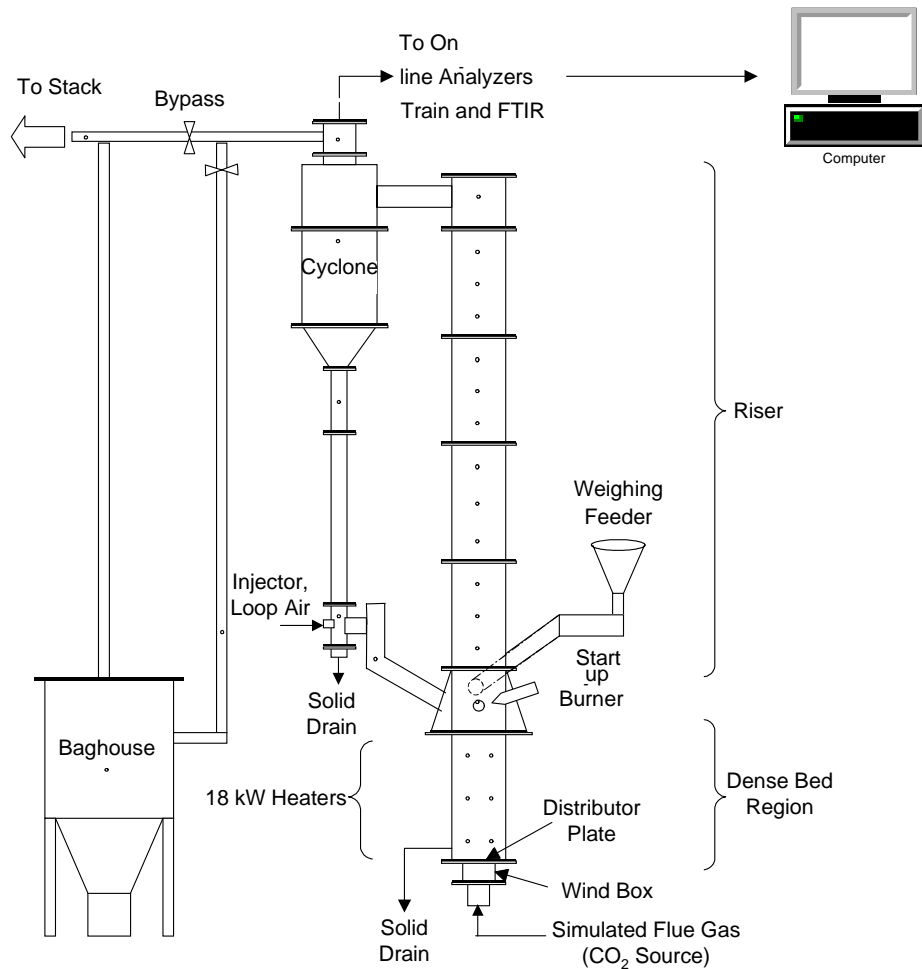 To On
line Analyzers
Train and FTIR
To Stack
Bypass
Computer
Cyclone
Riser
Weighing
Feeder
Injector,
Loop Air
Start
up
Burner
Solid
Drain
Baghouse
18 kW Heaters
Dense Bed
Region
Distributor
Plate
Wind Box
Solid
Drain
Simulated Flue Gas
(CO₂ Source)